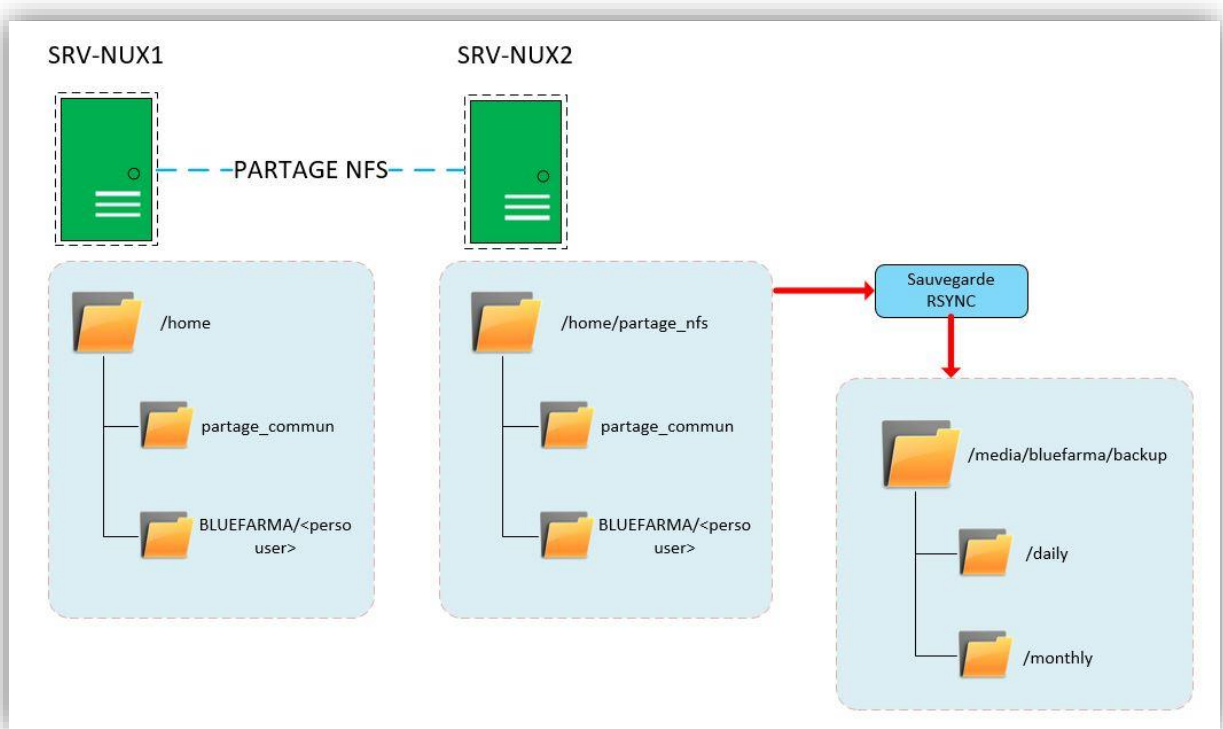 SRV-NUX1
SRV-NUX2
PARTAGE NFS
/home
partage_commun
BLUEFARMA/<perso
user>
/home/partage_nfs
partage_commun
BLUEFARMA/<perso
user>
Sauvegarde
RSYNC
/media/bluefarma/backup
/daily
/monthly